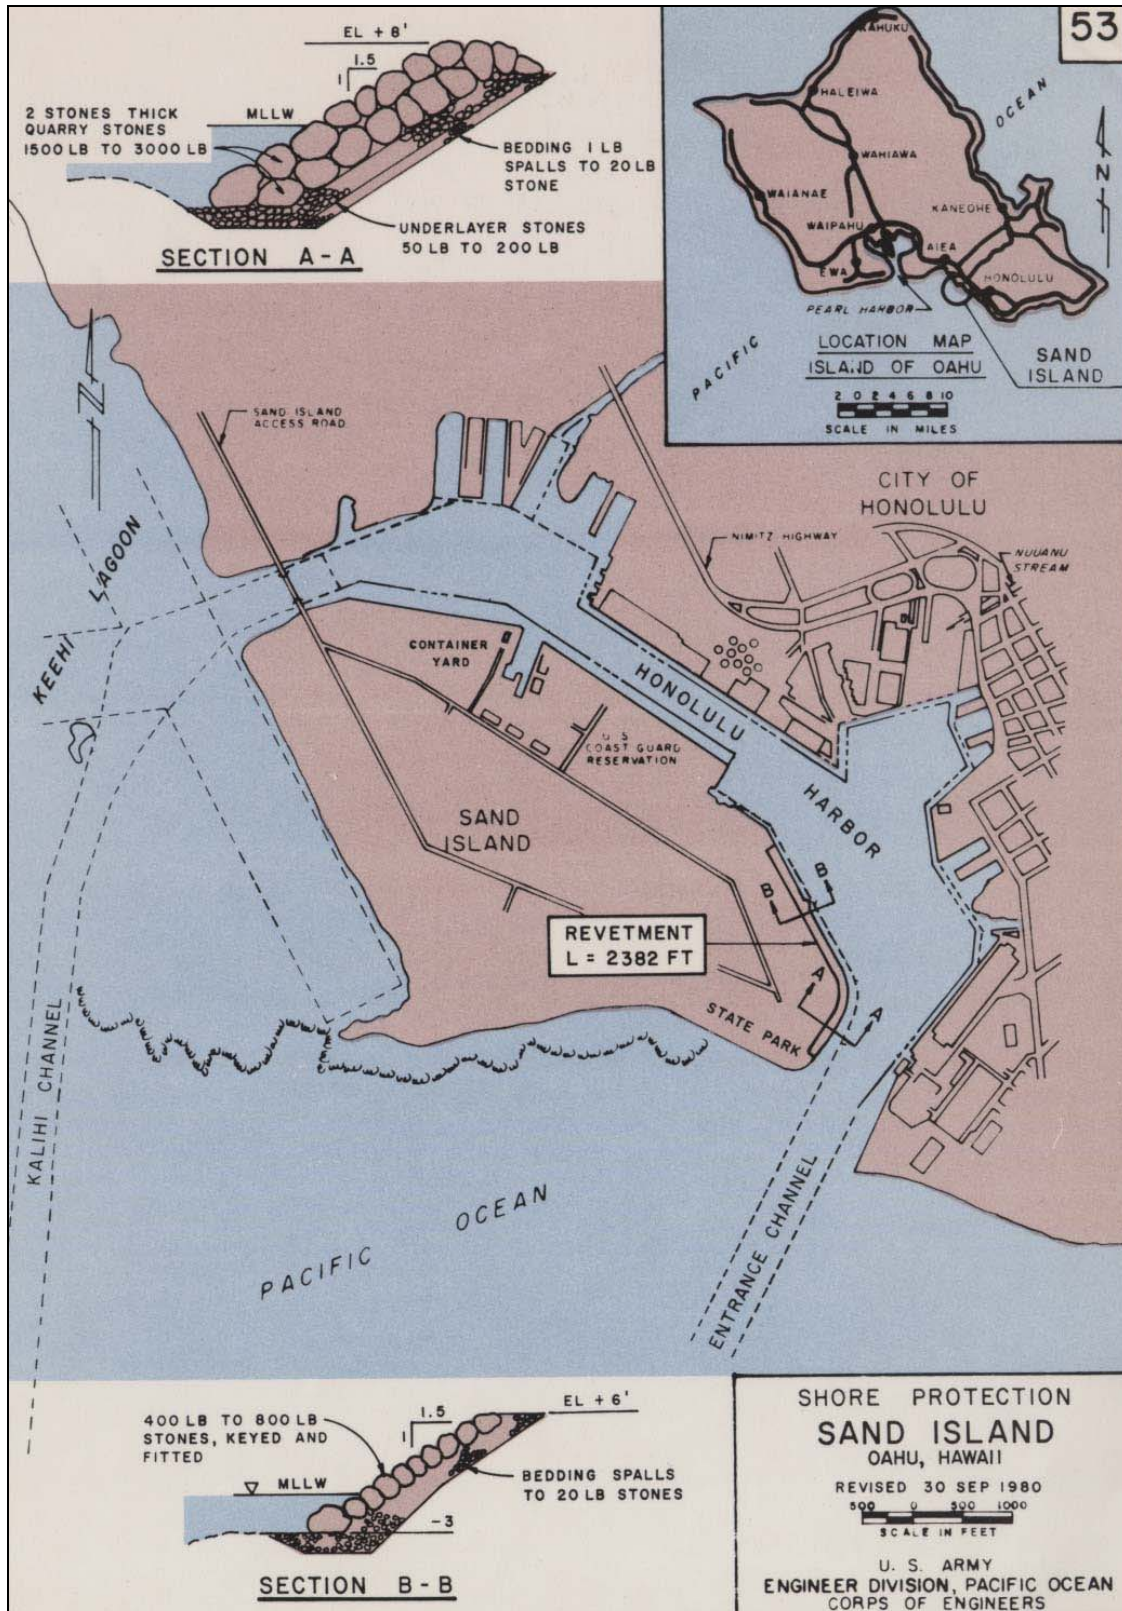 53
EL + 8'
1.5
1
MLLW
2 STONES THICK
QUARRY STONES
1500 LB TO 3000 LB
BEDDING 1 LB
SPALLS TO 20 LB
STONE
UNDERLAYER STONES
50 LB TO 200 LB
SECTION A-A
KAHUKU
HALEIWA
OCEAN
WAHIAWA
N
WAIANAE
KANEOHE
WAIPAHU
AIEA
EWA
HONOLULU
PEARL HARBOR
PACIFIC
LOCATION MAP
ISLAND OF OAHU
SAND
ISLAND
2 0 2 4 6 8 10
SCALE IN MILES
N
SAND ISLAND
ACCESS ROAD
CITY OF
HONOLULU
NIMITZ HIGHWAY
NUUANU
STREAM
KEEHI LAGOON
CONTAINER
YARD
HONOLULU
HARBOR
U S
COAST GUARD
RESERVATION
SAND
ISLAND
B
B
REVETMENT
L = 2382 FT
A
A
STATE PARK
KALIHI CHANNEL
ENTRANCE CHANNEL
PACIFIC OCEAN
400 LB TO 800 LB
STONES, KEYED AND
FITTED
1.5
1
EL + 6'
MLLW
BEDDING SPALLS
TO 20 LB STONES
-3
SECTION B-B
SHORE PROTECTION
SAND ISLAND
OAHU, HAWAII
REVISED 30 SEP 1980
500 0 500 1000
SCALE IN FEET
U. S. ARMY
ENGINEER DIVISION, PACIFIC OCEAN
CORPS OF ENGINEERS